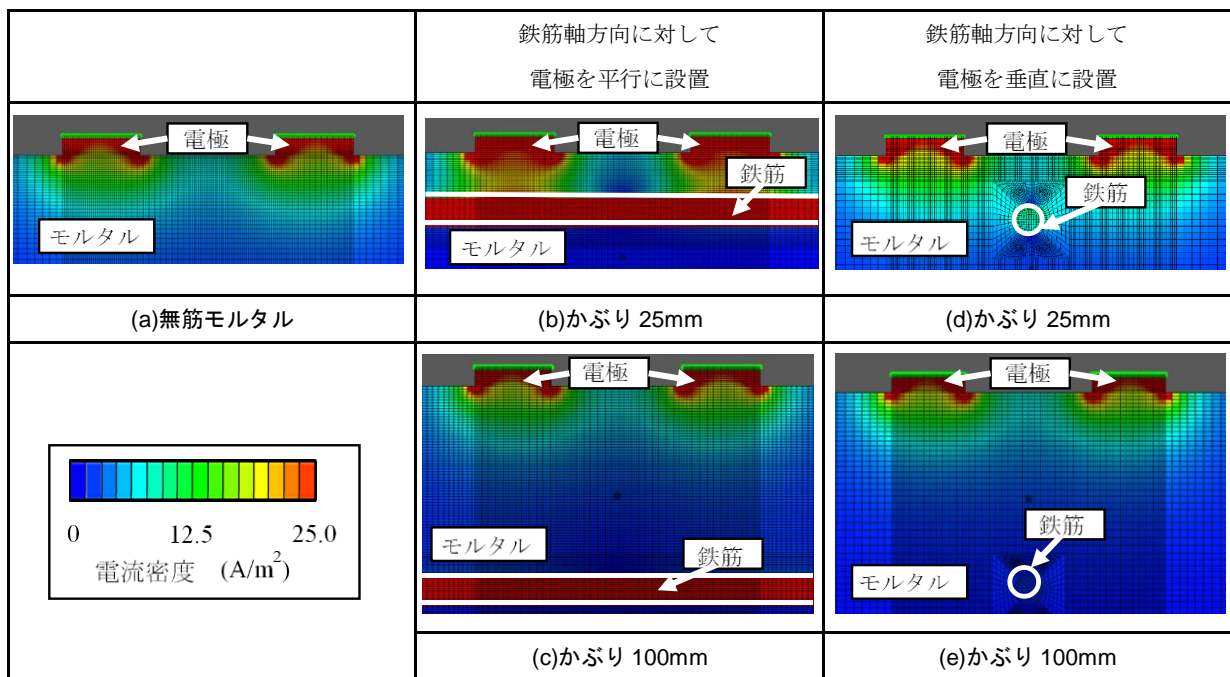 鉄筋軸方向に対して
電極を平行に設置
鉄筋軸方向に対して
電極を垂直に設置
電極
モルタル
(a)無筋モルタル
電極
鉄筋
モルタル
(b)かぶり 25mm
電極
鉄筋
モルタル
(d)かぶり 25mm
0 12.5 25.0
電流密度 (A/m²)
電極
モルタル
鉄筋
(c)かぶり 100mm
電極
鉄筋
モルタル
(e)かぶり 100mm